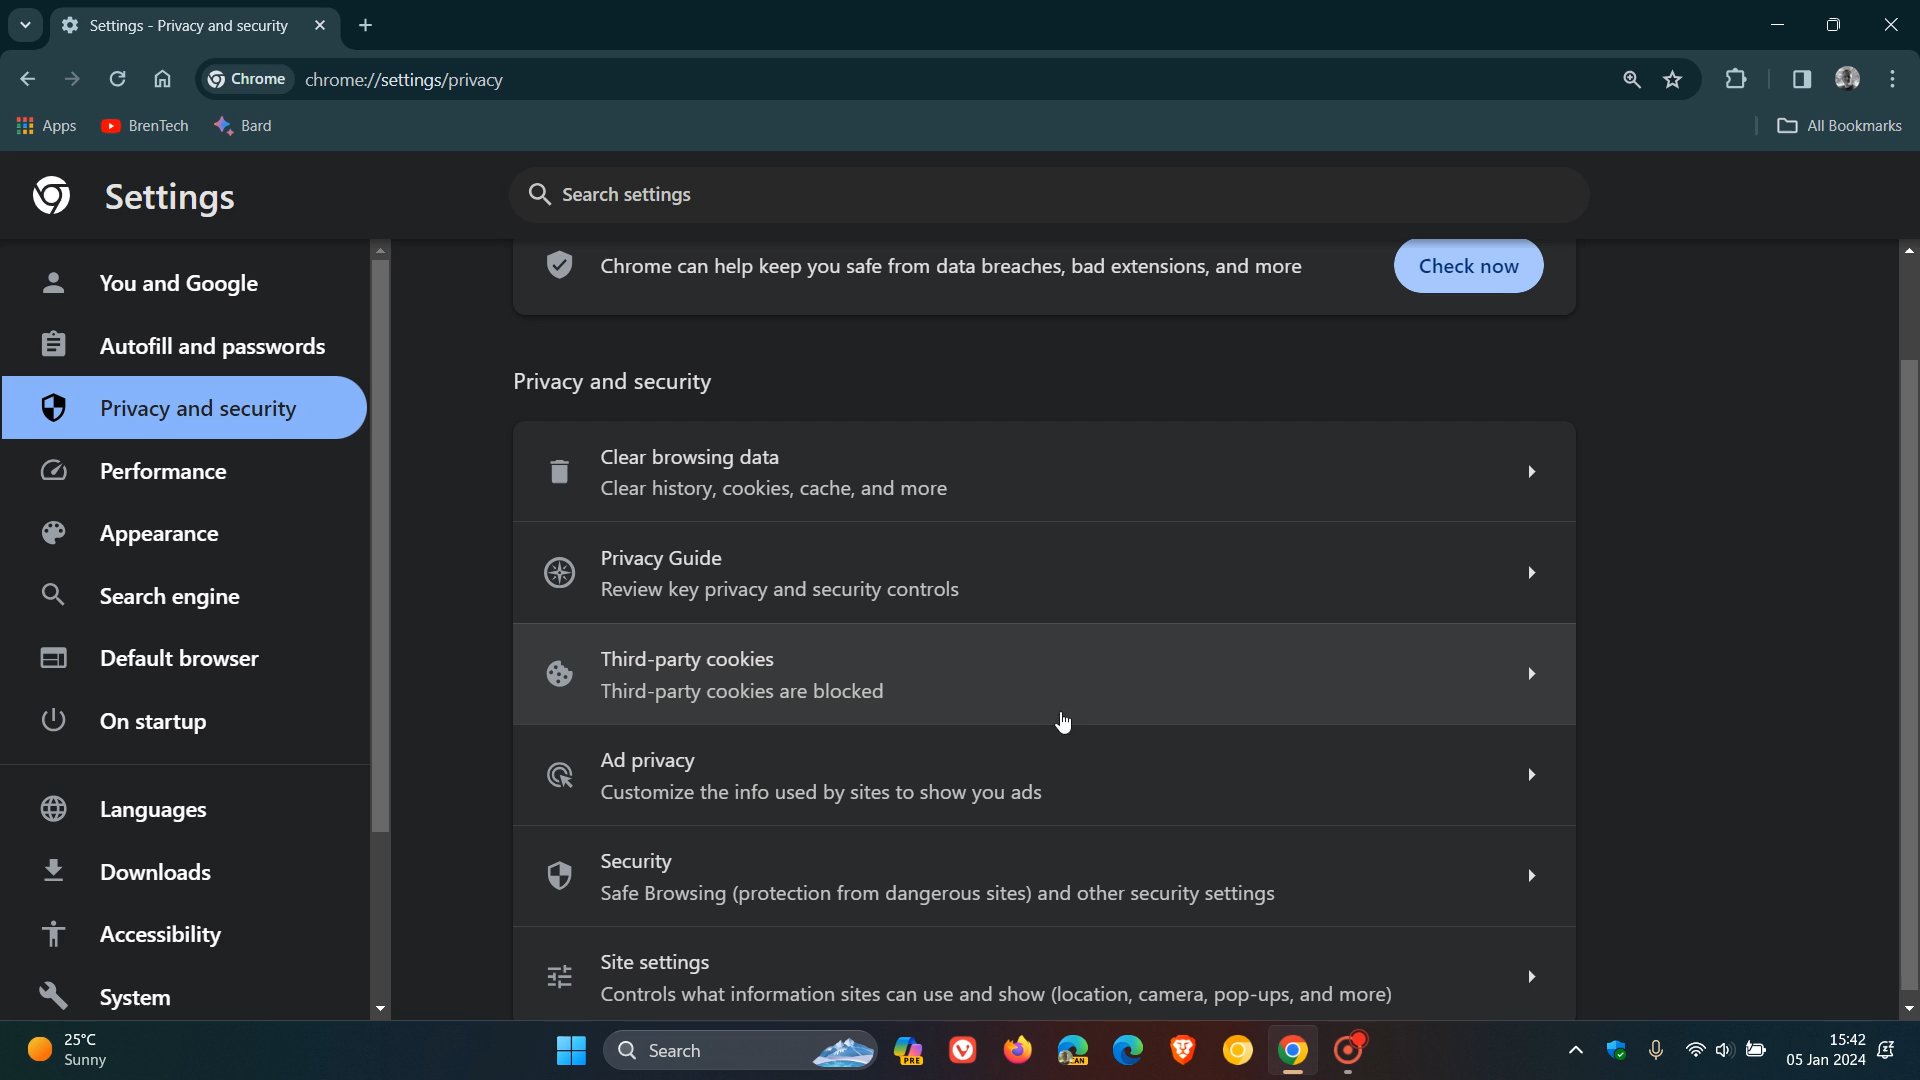 Settings - Privacy and security
Chrome chrome://settings/privacy
Apps BrenTech Bard All Bookmarks
Settings
Search settings
You and Google
Autofill and passwords
Privacy and security
Performance
Appearance
Search engine
Default browser
On startup
Languages
Downloads
Accessibility
System
Chrome can help keep you safe from data breaches, bad extensions, and more
Check now
Privacy and security
Clear browsing data
Clear history, cookies, cache, and more
Privacy Guide
Review key privacy and security controls
Third-party cookies
Third-party cookies are blocked
Ad privacy
Customize the info used by sites to show you ads
Security
Safe Browsing (protection from dangerous sites) and other security settings
Site settings
Controls what information sites can use and show (location, camera, pop-ups, and more)
25°C
Sunny
Search
PRE
CAN
15:42
05 Jan 2024